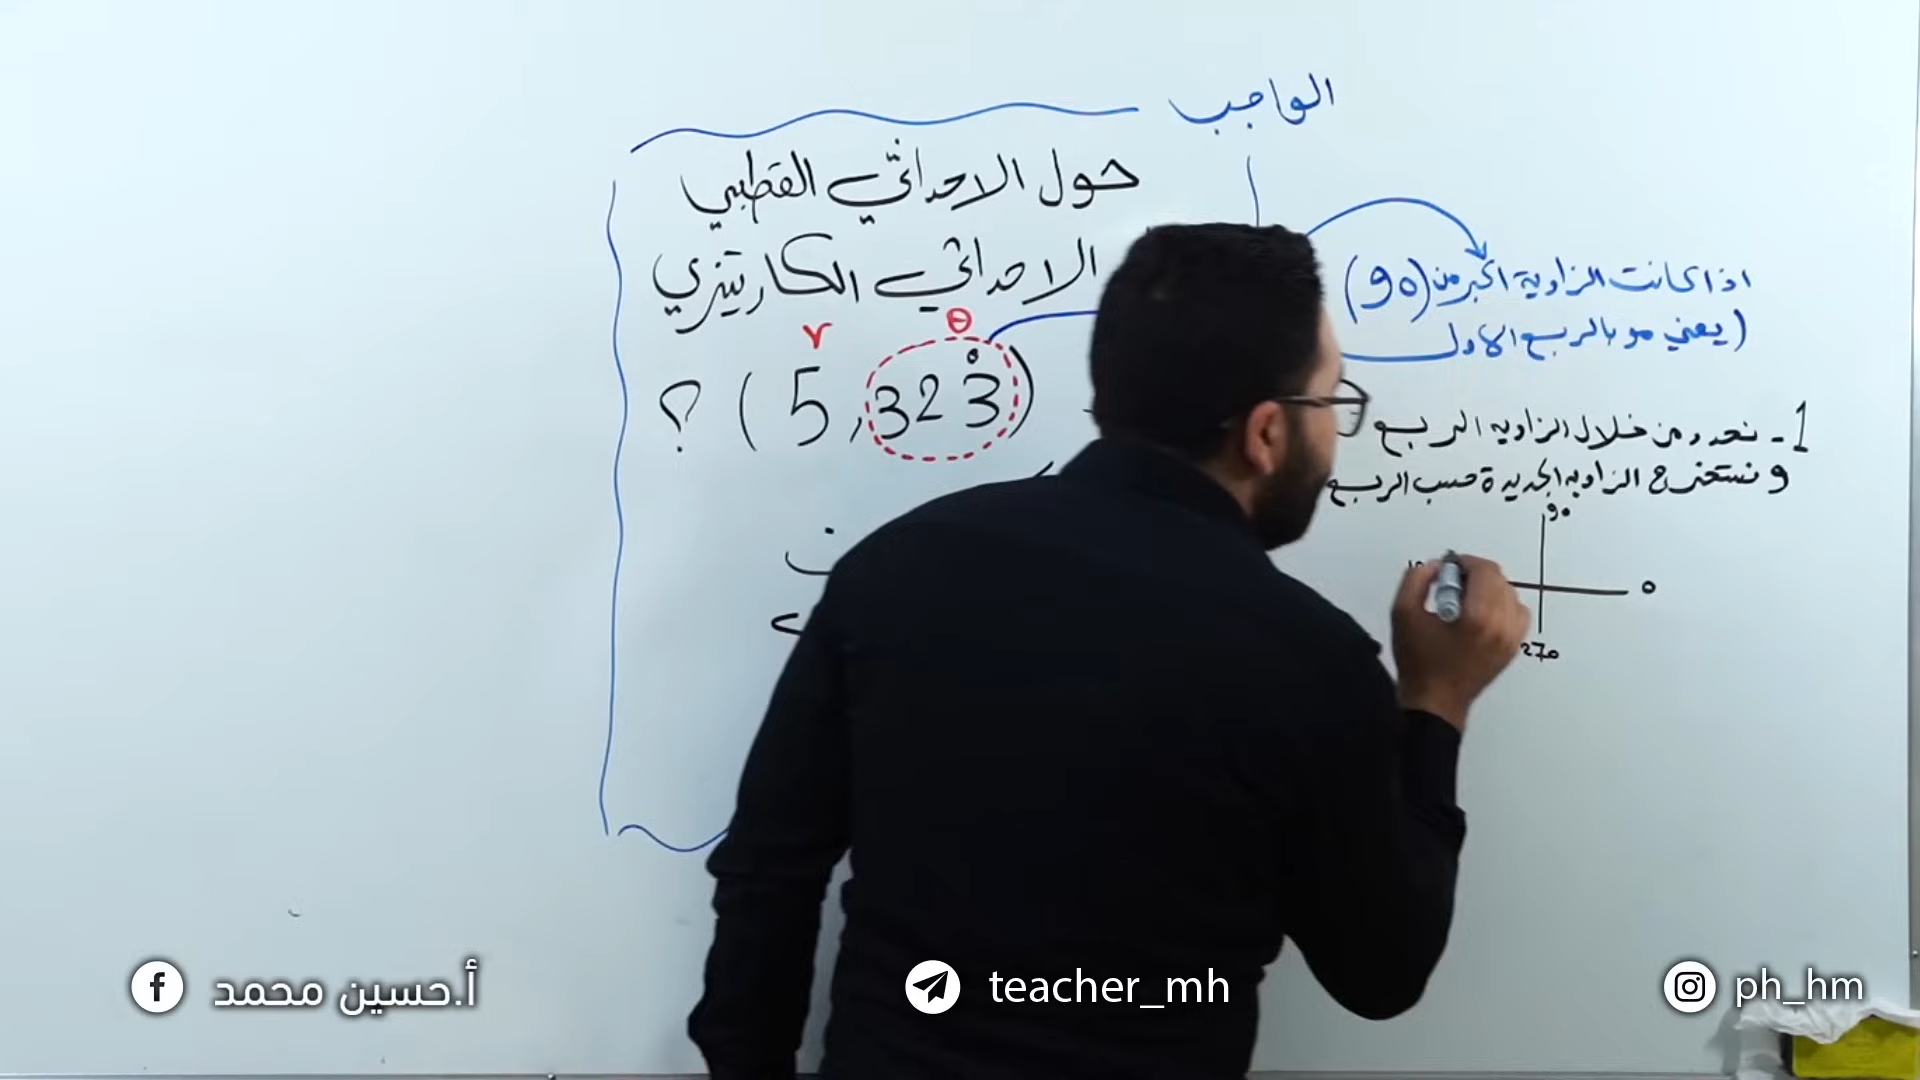 الواجب
حول الاحداثي القطبي
الاحداثي الكارتيزي
r θ
(5, 323°) ؟
اذا كانت الزاوية اكبر من (90)
(يعني مو بالربع الاول
1- نحدد من خلال الزاوية الربع
و نستخرج الزاوية الجديدة حسب الربع
90
0
270
أ.حسين محمد
teacher_mh
ph_hm